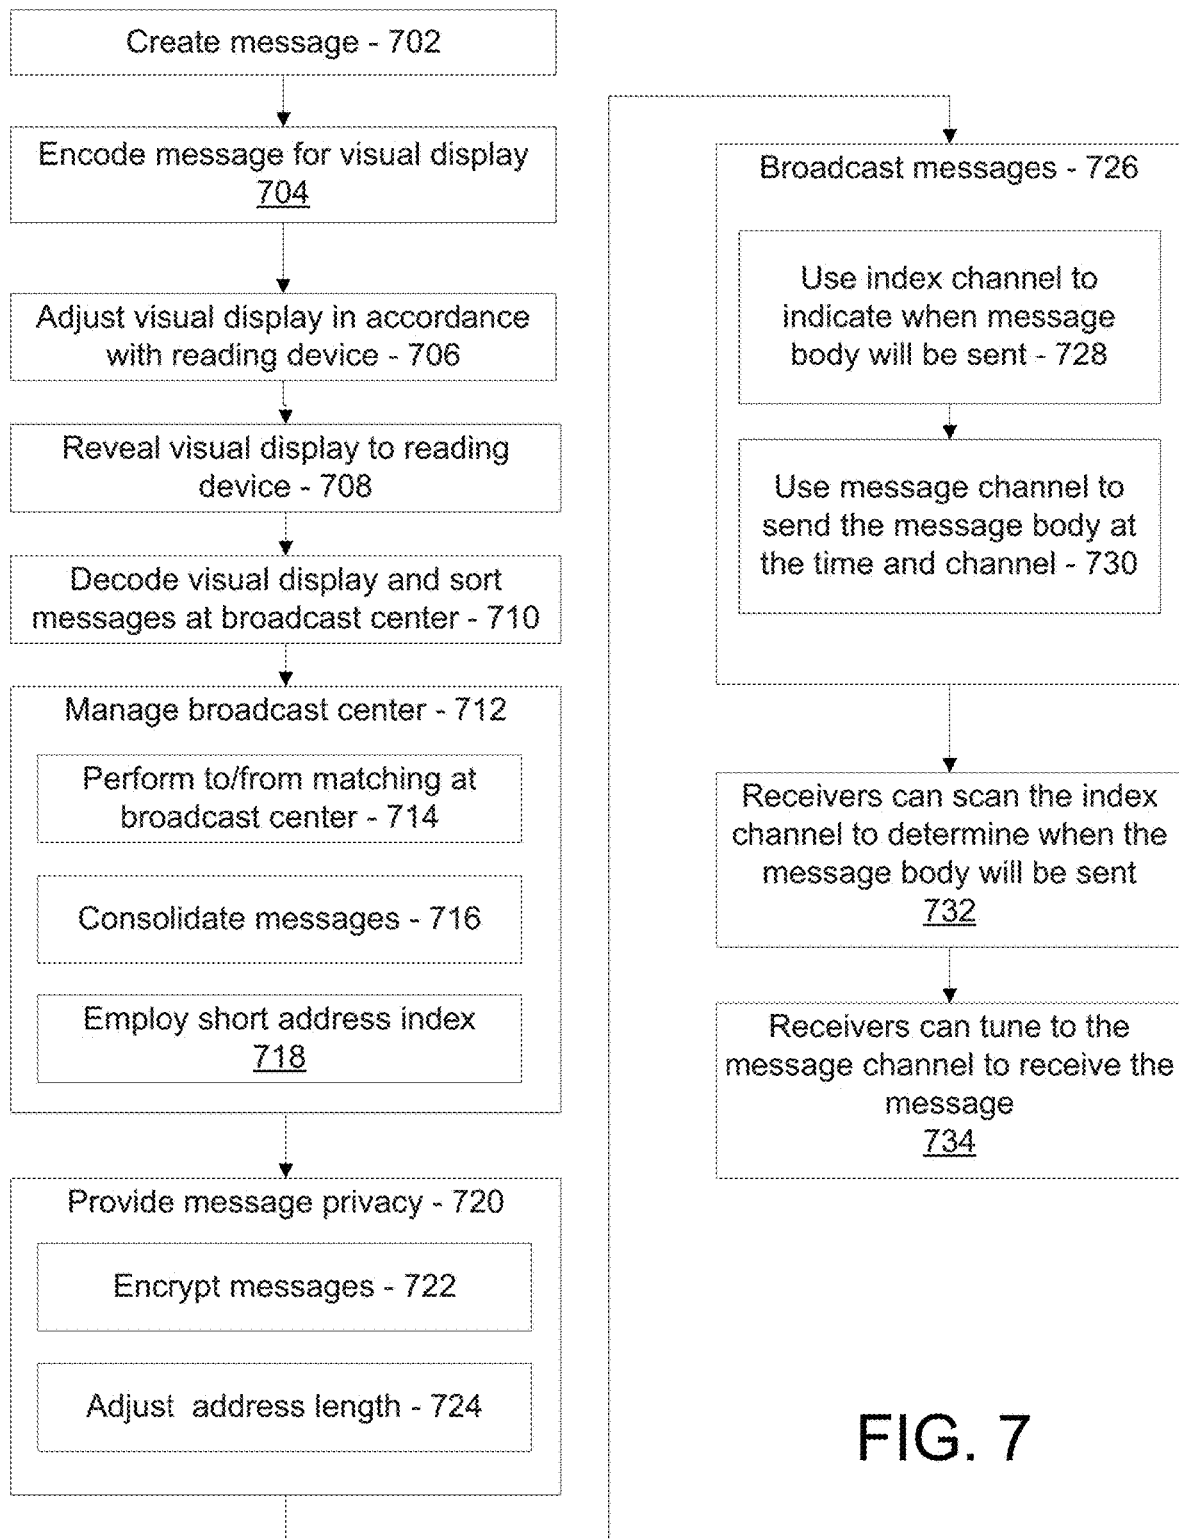 Create message - 702
Encode message for visual display
704
Adjust visual display in accordance
with reading device - 706
Reveal visual display to reading
device - 708
Decode visual display and sort
messages at broadcast center - 710
Manage broadcast center - 712
Perform to/from matching at
broadcast center - 714
Consolidate messages - 716
Employ short address index
718
Provide message privacy - 720
Encrypt messages - 722
Adjust address length - 724
Broadcast messages - 726
Use index channel to
indicate when message
body will be sent - 728
Use message channel to
send the message body at
the time and channel - 730
Receivers can scan the index
channel to determine when the
message body will be sent
732
Receivers can tune to the
message channel to receive the
message
734
FIG. 7